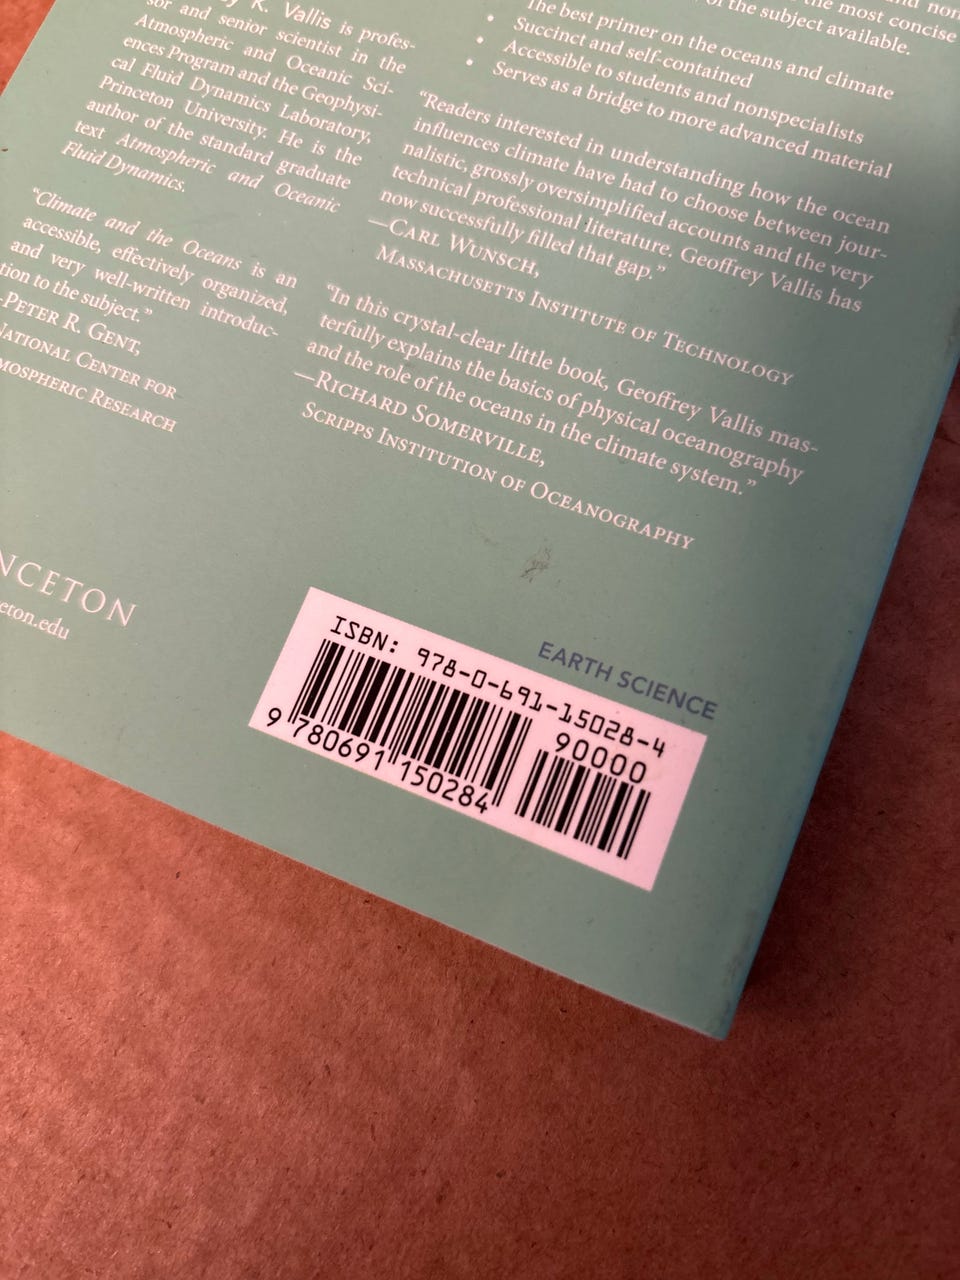 K. Vallis is profes-
sor and senior scientist in the
Atmospheric and Oceanic Sci-
ences Program and the Geophysi-
cal Fluid Dynamics Laboratory,
Princeton University. He is the
author of the standard graduate
text Atmospheric and Oceanic
Fluid Dynamics.
“Climate and the Oceans is an
accessible, effectively organized,
and very well-written introduc-
tion to the subject.”
—PETER R. GENT,
NATIONAL CENTER FOR
MOSPHERIC RESEARCH
NCETON
eton.edu
and non
the most concise
of the subject available.
• The best primer on the oceans and climate
• Succinct and self-contained
• Accessible to students and nonspecialists
• Serves as a bridge to more advanced material
“Readers interested in understanding how the ocean
influences climate have had to choose between jour-
nalistic, grossly oversimplified accounts and the very
technical professional literature. Geoffrey Vallis has
now successfully filled that gap.”
—CARL WUNSCH,
MASSACHUSETTS INSTITUTE OF TECHNOLOGY
“In this crystal-clear little book, Geoffrey Vallis mas-
terfully explains the basics of physical oceanography
and the role of the oceans in the climate system.”
—RICHARD SOMERVILLE,
SCRIPPS INSTITUTION OF OCEANOGRAPHY
EARTH SCIENCE
ISBN: 978-0-691-15028-4
90000
9 780691 150284